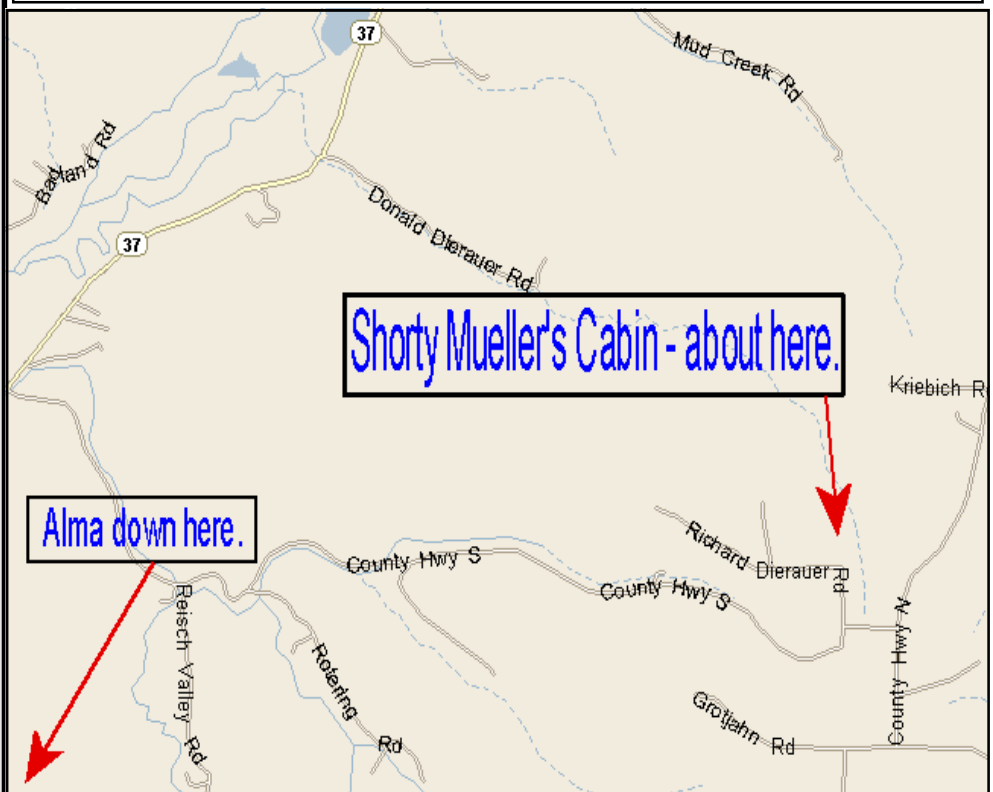 37
Mud Creek Rd
Badland Rd
Donald Dierauer Rd
37
Shorty Mueller's Cabin - about here.
Kriebich R
Alma down here.
Richard Dierauer Rd
County Hwy S
County Hwy S
Reisch Valley Rd
County Hwy N
Rotering Rd
Grotjahn Rd